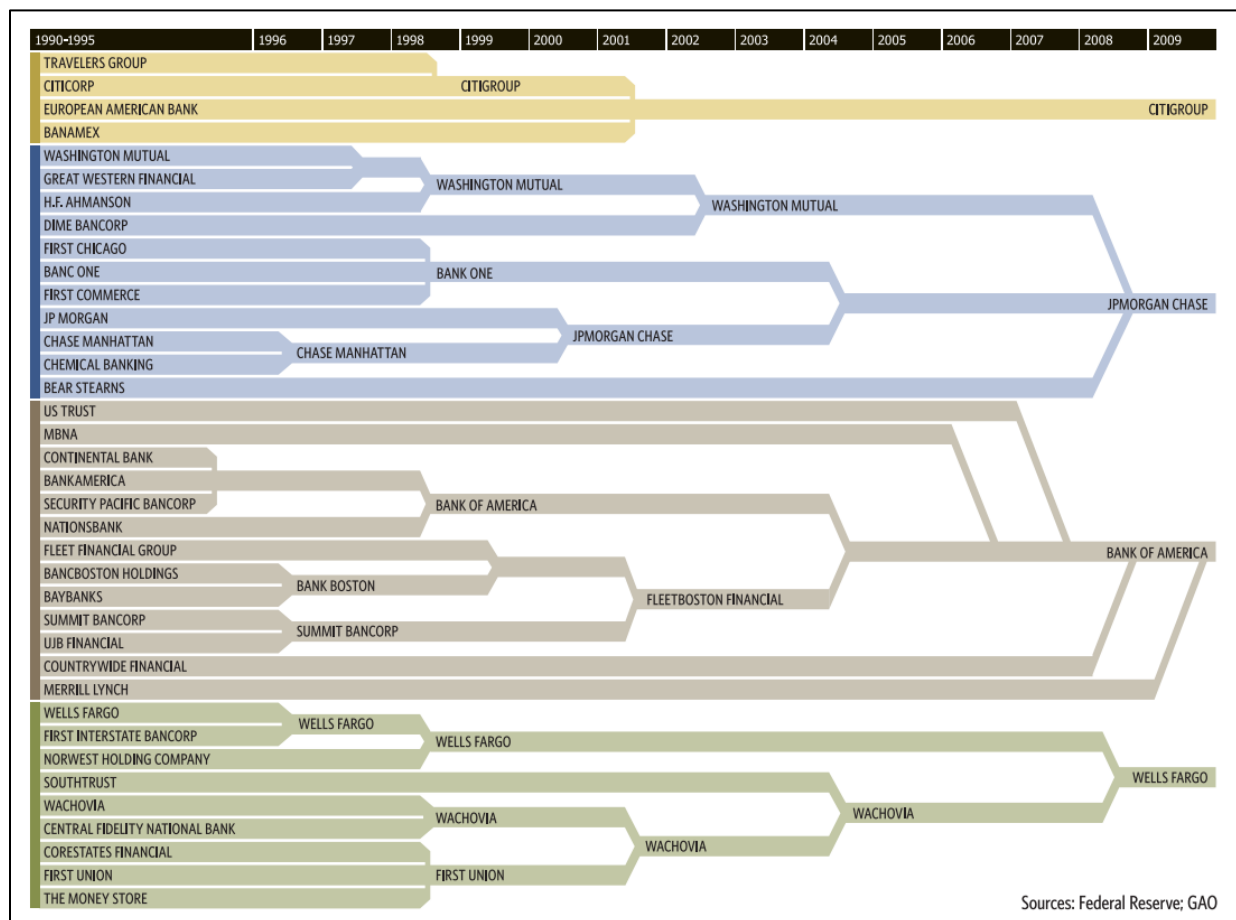 1990-1995 1996 1997 1998 1999 2000 2001 2002 2003 2004 2005 2006 2007 2008 2009
TRAVELERS GROUP
CITICORP CITIGROUP
EUROPEAN AMERICAN BANK CITIGROUP
BANAMEX
WASHINGTON MUTUAL
GREAT WESTERN FINANCIAL
WASHINGTON MUTUAL
H.F. AHMANSON
WASHINGTON MUTUAL
DIME BANCORP
FIRST CHICAGO
BANC ONE BANK ONE
FIRST COMMERCE
JPMORGAN CHASE
JP MORGAN
JPMORGAN CHASE
CHASE MANHATTAN
CHASE MANHATTAN
CHEMICAL BANKING
BEAR STEARNS
US TRUST
MBNA
CONTINENTAL BANK
BANKAMERICA
SECURITY PACIFIC BANCORP BANK OF AMERICA
NATIONSBANK
FLEET FINANCIAL GROUP BANK OF AMERICA
BANCBOSTON HOLDINGS
BANK BOSTON
BAYBANKS FLEETBOSTON FINANCIAL
SUMMIT BANCORP
SUMMIT BANCORP
UJB FINANCIAL
COUNTRYWIDE FINANCIAL
MERRILL LYNCH
WELLS FARGO
WELLS FARGO
FIRST INTERSTATE BANCORP
WELLS FARGO
NORWEST HOLDING COMPANY
WELLS FARGO
SOUTHTRUST
WACHOVIA
WACHOVIA WACHOVIA
CENTRAL FIDELITY NATIONAL BANK
WACHOVIA
CORESTATES FINANCIAL
FIRST UNION FIRST UNION
THE MONEY STORE
Sources: Federal Reserve; GAO